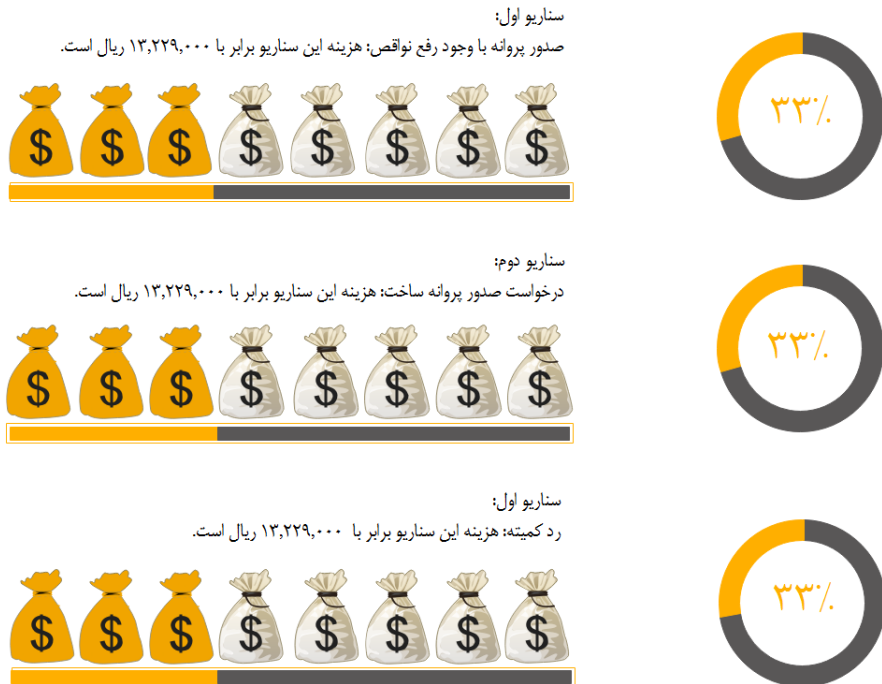 سناریو اول:
صدور پروانه با وجود رفع نواقص: هزینه این سناریو برابر با ۱۳,۲۲۹,۰۰۰ ریال است.
$ $ $ $ $ $ $ $
۳۳٪
سناریو دوم:
درخواست صدور پروانه ساخت: هزینه این سناریو برابر با ۱۳,۲۲۹,۰۰۰ ریال است.
$ $ $ $ $ $ $ $
۳۳٪
سناریو اول:
رد کمیته: هزینه این سناریو برابر با ۱۳,۲۲۹,۰۰۰ ریال است.
$ $ $ $ $ $ $ $
۳۳٪